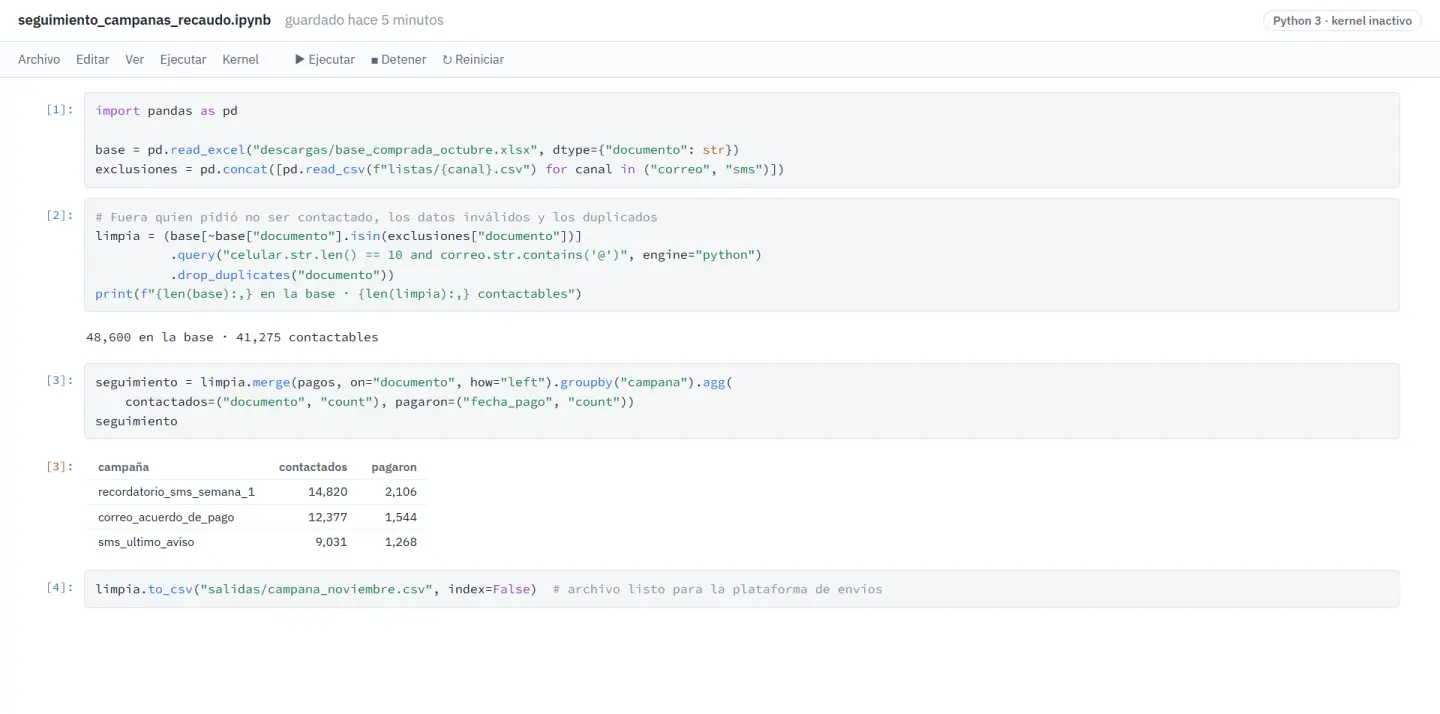 seguimiento_campanas_recaudo.ipynb guardado hace 5 minutos Python 3 · kernel inactivo
Archivo Editar Ver Ejecutar Kernel ▶ Ejecutar ■ Detener ↻ Reiniciar
[1]: import pandas as pd
base = pd.read_excel("descargas/base_comprada_octubre.xlsx", dtype={"documento": str})
exclusiones = pd.concat([pd.read_csv(f"listas/{canal}.csv") for canal in ("correo", "sms")])
[2]: # Fuera quien pidió no ser contactado, los datos inválidos y los duplicados
limpia = (base[~base["documento"].isin(exclusiones["documento"])]
.query("celular.str.len() == 10 and correo.str.contains('@')", engine="python")
.drop_duplicates("documento"))
print(f"{len(base):,} en la base · {len(limpia):,} contactables")
48,600 en la base · 41,275 contactables
[3]: seguimiento = limpia.merge(pagos, on="documento", how="left").groupby("campana").agg(
contactados=("documento", "count"), pagaron=("fecha_pago", "count"))
seguimiento
[3]: campaña contactados pagaron
recordatorio_sms_semana_1 14,820 2,106
correo_acuerdo_de_pago 12,377 1,544
sms_ultimo_aviso 9,031 1,268
[4]: limpia.to_csv("salidas/campana_noviembre.csv", index=False) # archivo listo para la plataforma de envíos